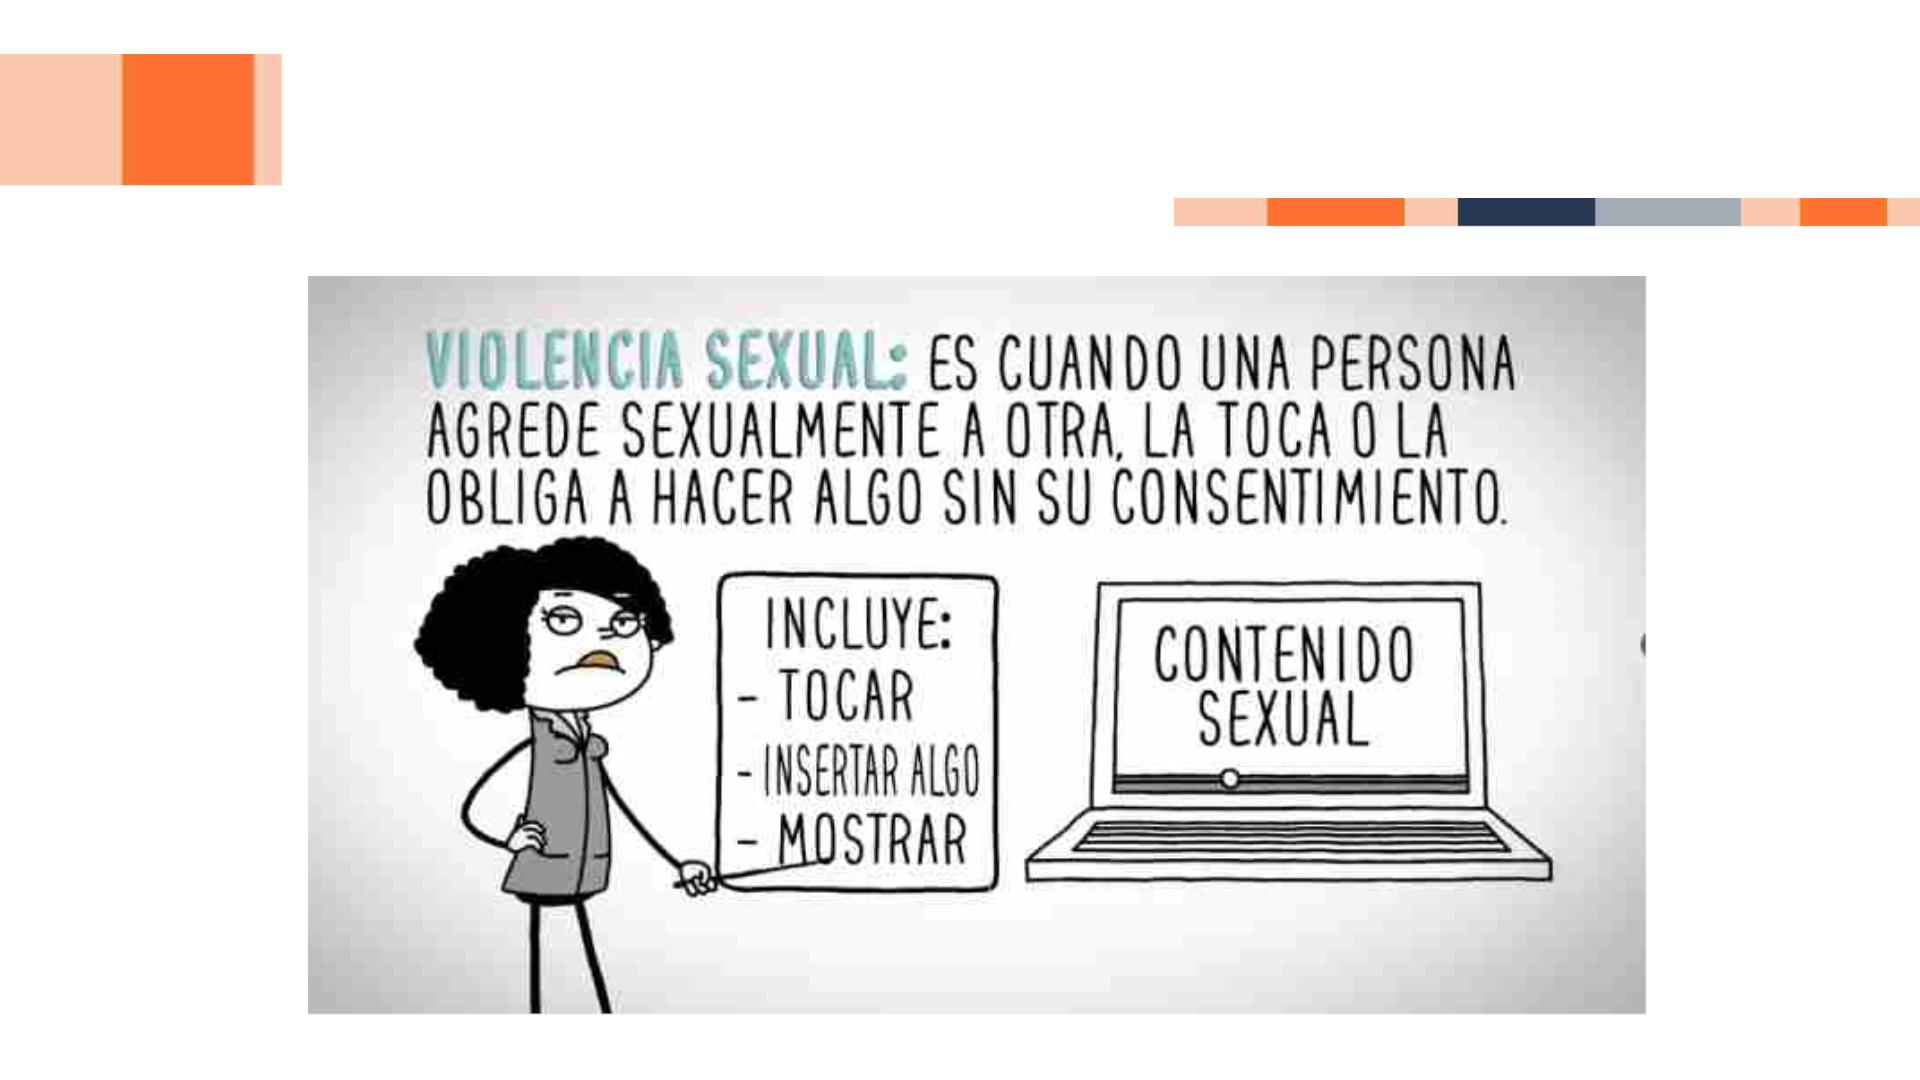 VIOLENCIA SEXUAL: ES CUANDO UNA PERSONA
AGREDE SEXUALMENTE A OTRA, LA TOCA O LA
OBLIGA A HACER ALGO SIN SU CONSENTIMIENTO.
INCLUYE:
- TOCAR
- INSERTAR ALGO
- MOSTRAR
CONTENIDO
SEXUAL